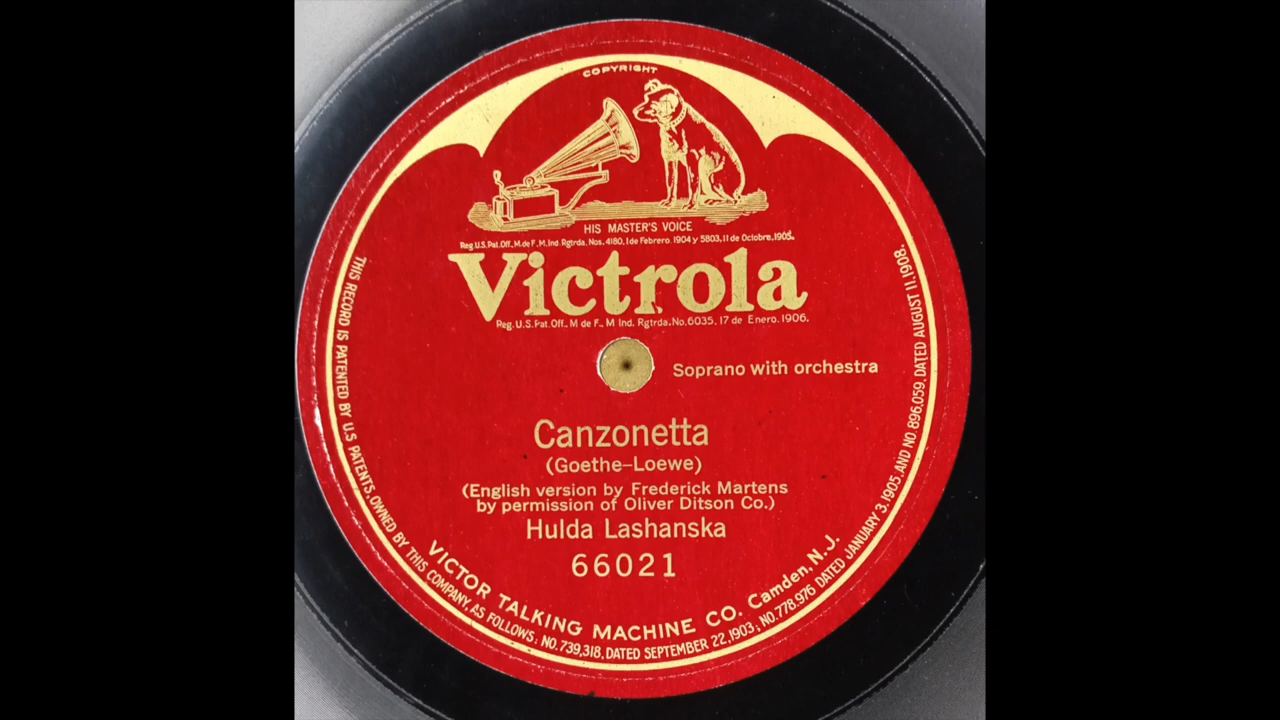 COPYRIGHT
HIS MASTER'S VOICE
Reg.U.S.Pat.Off., M.de F., M.Ind. Rgtrda. Nos. 4180, 1 de Febrero. 1904 y 5803, 11 de Octobre, 1905.
Victrola
Reg. U.S. Pat. Off., M de F., M Ind. Rgtrda. No. 6035, 17 de Enero. 1906.
Soprano with orchestra
Canzonetta
(Goethe–Loewe)
(English version by Frederick Martens
by permission of Oliver Ditson Co.)
Hulda Lashanska
66021
VICTOR TALKING MACHINE CO. Camden, N.J.
THIS RECORD IS PATENTED BY U.S PATENTS, OWNED BY THIS COMPANY, AS FOLLOWS: NO. 739,318, DATED SEPTEMBER 22, 1903; NO. 778,976 DATED JANUARY 3, 1905, AND NO. 896,059, DATED AUGUST 11, 1908.